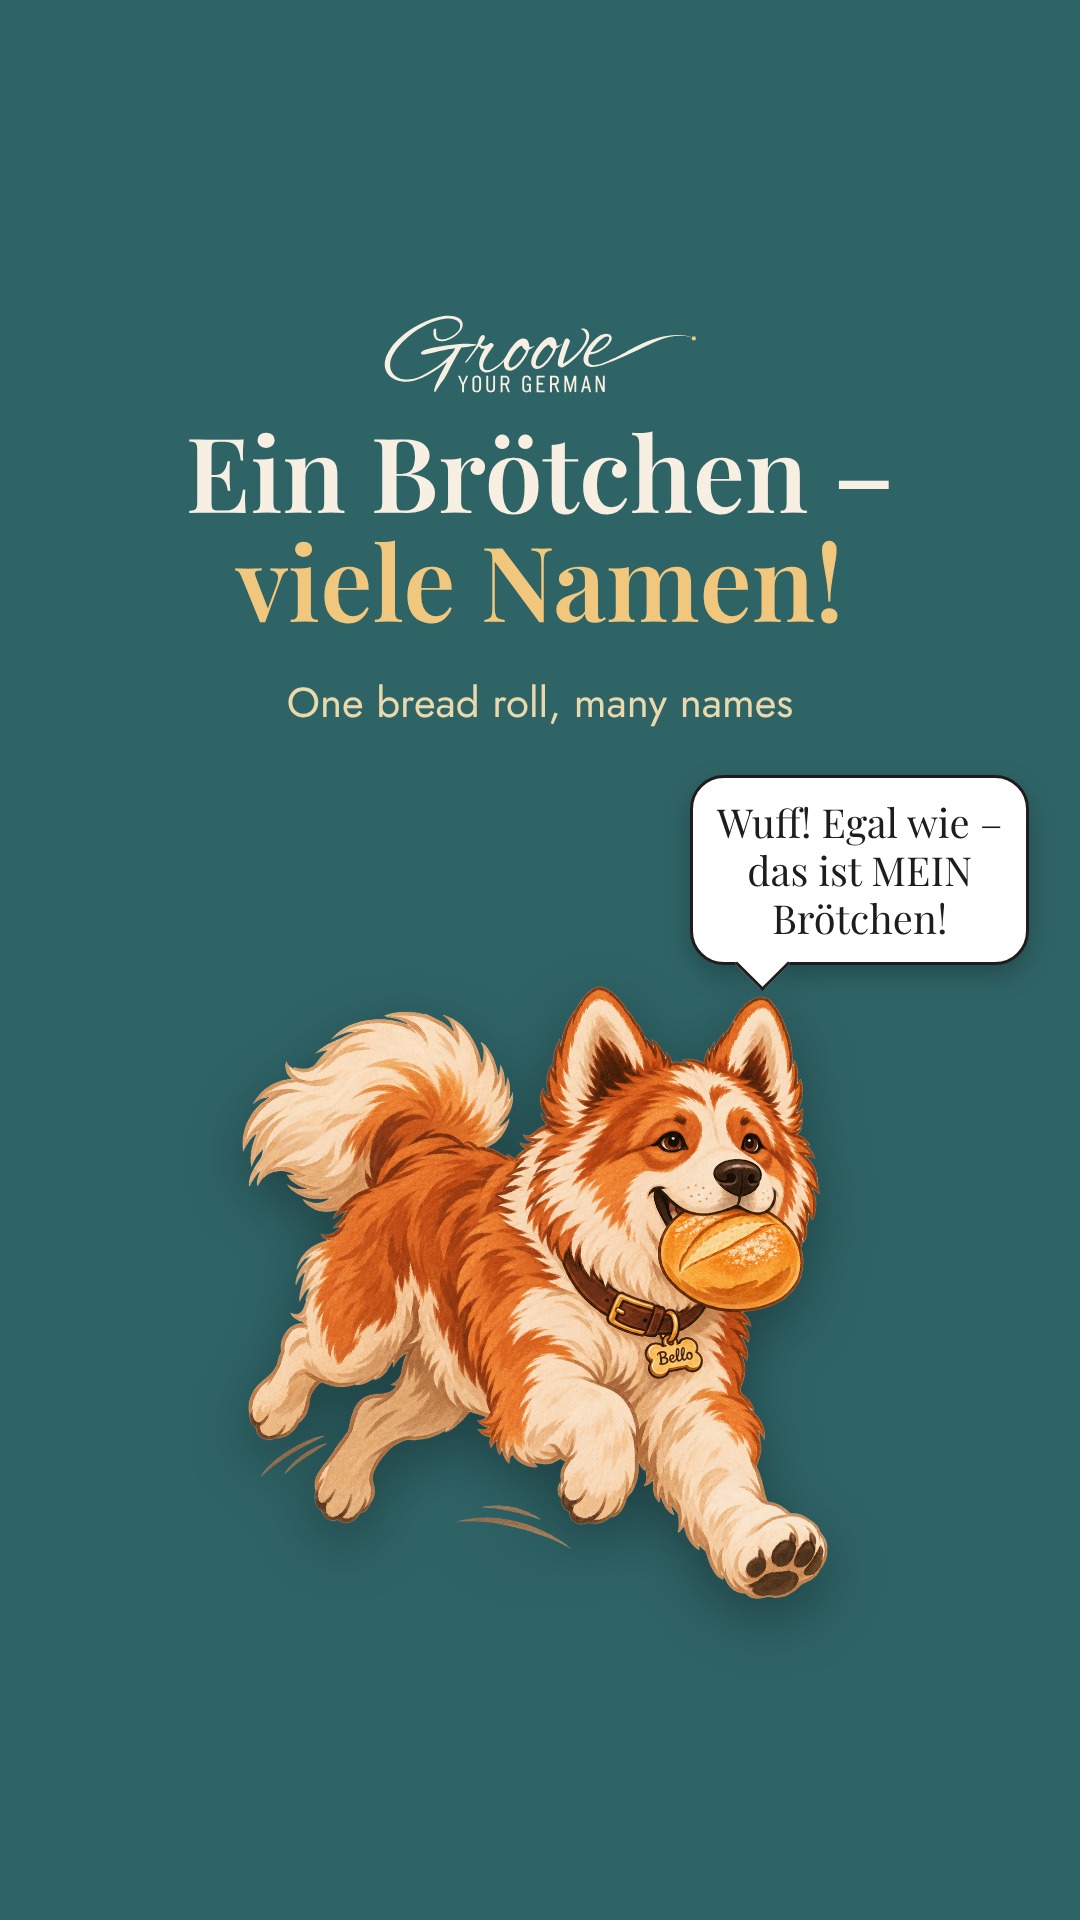 Groove
YOUR GERMAN
Ein Brötchen –
viele Namen!
One bread roll, many names
Wuff! Egal wie –
das ist MEIN
Brötchen!
Bello